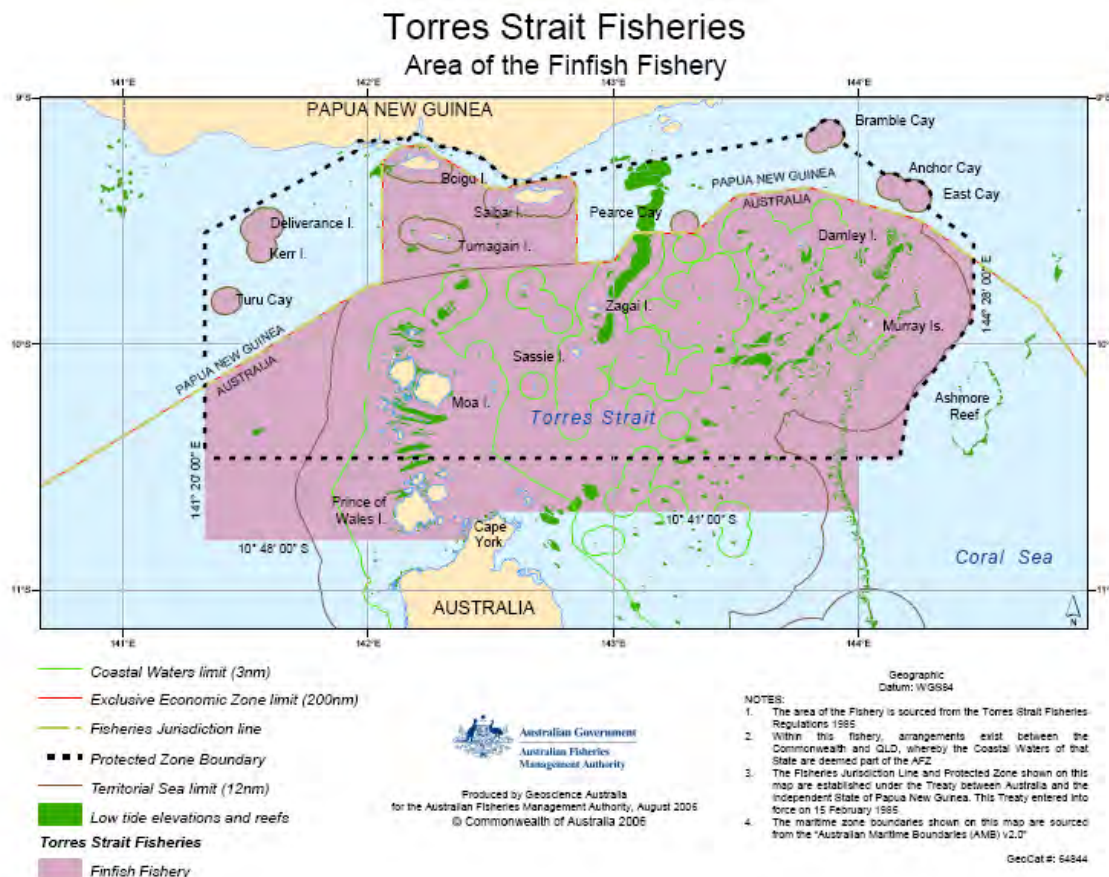 Torres Strait Fisheries
Area of the Finfish Fishery
141°E
142°E
143°E
144°E
9°S
9°S
PAPUA NEW GUINEA
Bramble Cay
Anchor Cay
East Cay
PAPUA NEW GUINEA
AUSTRALIA
Boigu I.
Saibai I.
Pearce Cay
Deliverance I.
Kerr I.
Turnagain I.
Darnley I.
Turu Cay
Zagai I.
Murray Is.
144° 28' 00" E
10°S
10°
PAPUA NEW GUINEA
AUSTRALIA
Sassie I.
Moa I.
Torres Strait
Ashmore
Reef
141° 20' 00" E
Prince of
Wales I.
Cape
York
10° 41' 00" S
10° 48' 00" S
Coral Sea
11°S
11°
AUSTRALIA
N
141°E
142°E
143°E
144°E
Coastal Waters limit (3nm)
Exclusive Economic Zone limit (200nm)
Fisheries Jurisdiction line
Protected Zone Boundary
Territorial Sea limit (12nm)
Low tide elevations and reefs
Torres Strait Fisheries
Finfish Fishery
Australian Government
Australian Fisheries
Management Authority
Produced by Geoscience Australia
for the Australian Fisheries Management Authority, August 2006
© Commonwealth of Australia 2006
Geographic
Datum: WGS84
NOTES:
1. The area of the Fishery is sourced from the Torres Strait Fisheries
Regulations 1985
2. Within this fishery, arrangements exist between the
Commonwealth and QLD, whereby the Coastal Waters of that
State are deemed part of the AFZ
3. The Fisheries Jurisdiction Line and Protected Zone shown on this
map are established under the Treaty between Australia and the
Independent State of Papua New Guinea. This Treaty entered into
force on 15 February 1985
4. The maritime zone boundaries shown on this map are sourced
from the "Australian Maritime Boundaries (AMB) v2.0"
GeoCat #: 64844